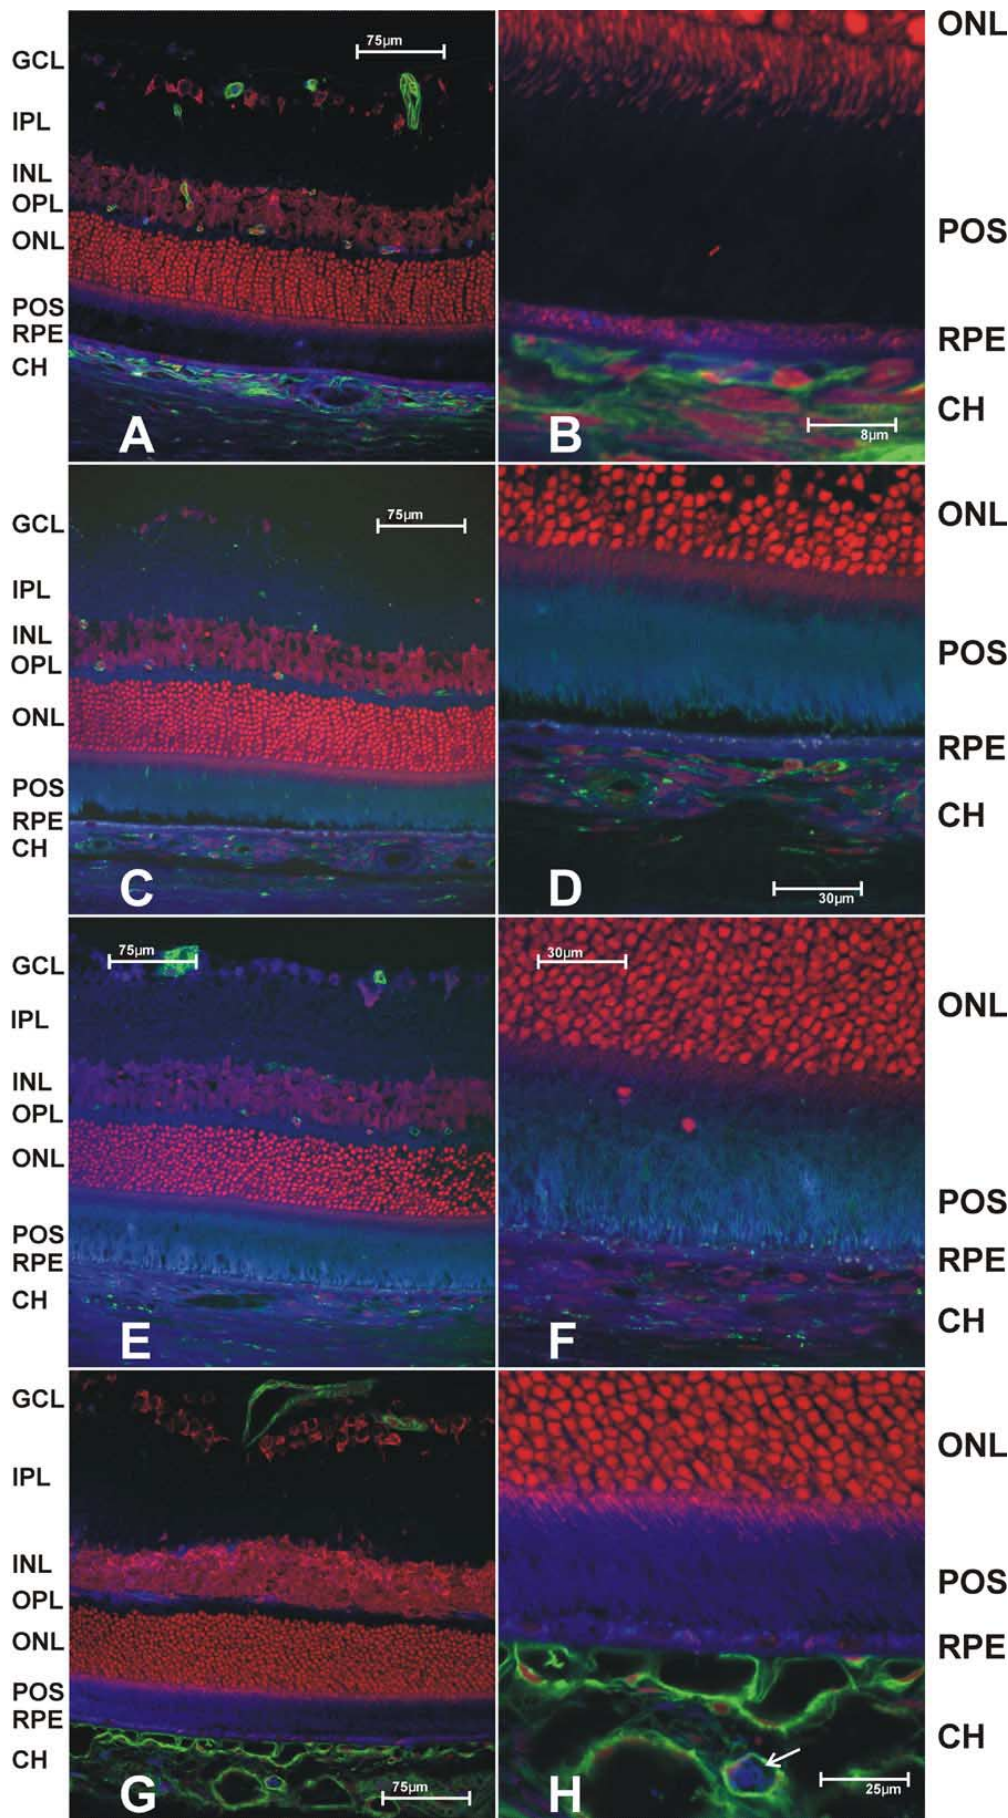 GCL
IPL
INL
OPL
ONL
POS
RPE
CH
75µm
A
ONL
POS
RPE
CH
8µm
B
GCL
IPL
INL
OPL
ONL
POS
RPE
CH
75µm
C
ONL
POS
RPE
CH
30µm
D
GCL
IPL
INL
OPL
ONL
POS
RPE
CH
75µm
E
30µm
ONL
POS
RPE
CH
F
GCL
IPL
INL
OPL
ONL
POS
RPE
CH
75µm
G
ONL
POS
RPE
CH
25µm
H